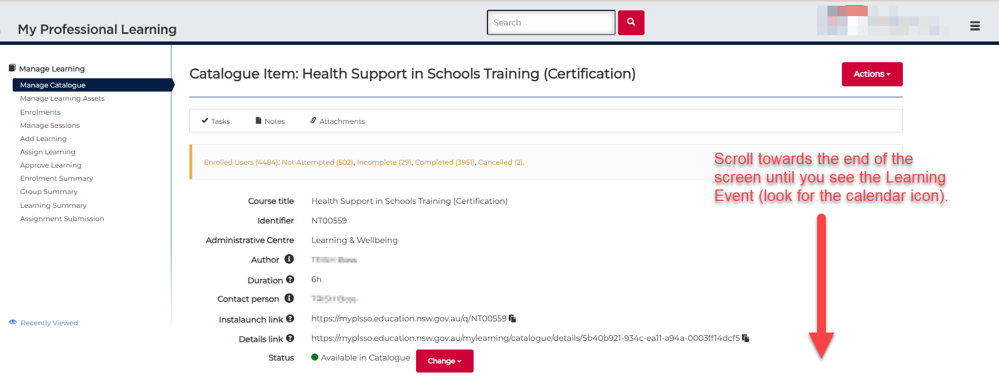 My Professional Learning
Search
Manage Learning
Manage Catalogue
Manage Learning Assets
Enrolments
Manage Sessions
Add Learning
Assign Learning
Approve Learning
Enrolment Summary
Group Summary
Learning Summary
Assignment Submission
Recently Viewed
Catalogue Item: Health Support in Schools Training (Certification)
Actions
Tasks Notes Attachments
Enrolled Users (4484): Not Attempted (502), Incomplete (29), Completed (3951), Cancelled (2).
Scroll towards the end of the
screen until you see the Learning
Event (look for the calendar icon).
Course title Health Support in Schools Training (Certification)
Identifier NT00559
Administrative Centre Learning & Wellbeing
Author
Duration 6h
Contact person
Instalaunch link https://myplsso.education.nsw.gov.au/q/NT00559
Details link https://myplsso.education.nsw.gov.au/mylearning/catalogue/details/5b40b921-934c-ea11-a94a-0003ff14dcf5
Status Available in Catalogue Change